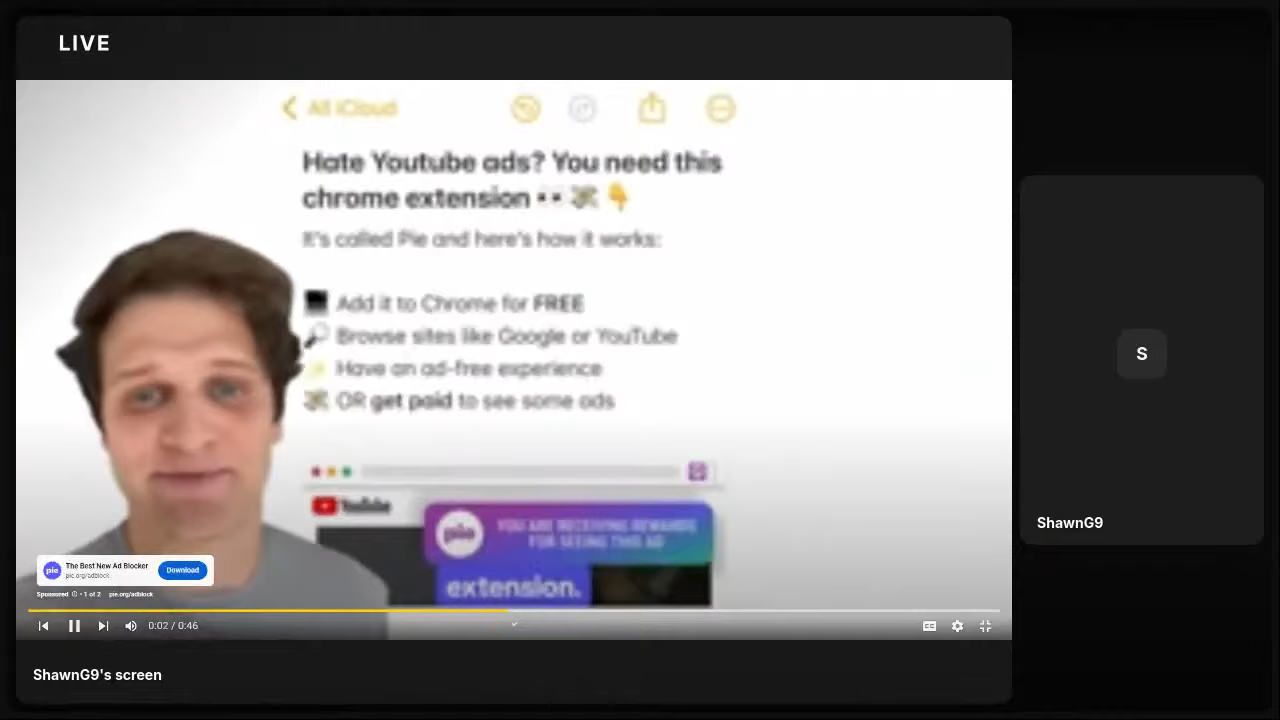 LIVE
All iCloud
Hate Youtube ads? You need this
chrome extension 👀 💸 👇
It's called Pie and here's how it works:
Add it to Chrome for FREE
Browse sites like Google or YouTube
Have an ad-free experience
OR get paid to see some ads
YouTube
pie YOU ARE RECEIVING REWARDS
FOR SEEING THIS AD
extension.
pie The Best New Ad Blocker
pie.org/adblock
Download
Sponsored · 1 of 2 pie.org/adblock
0:02 / 0:46
CC
S
ShawnG9
ShawnG9's screen